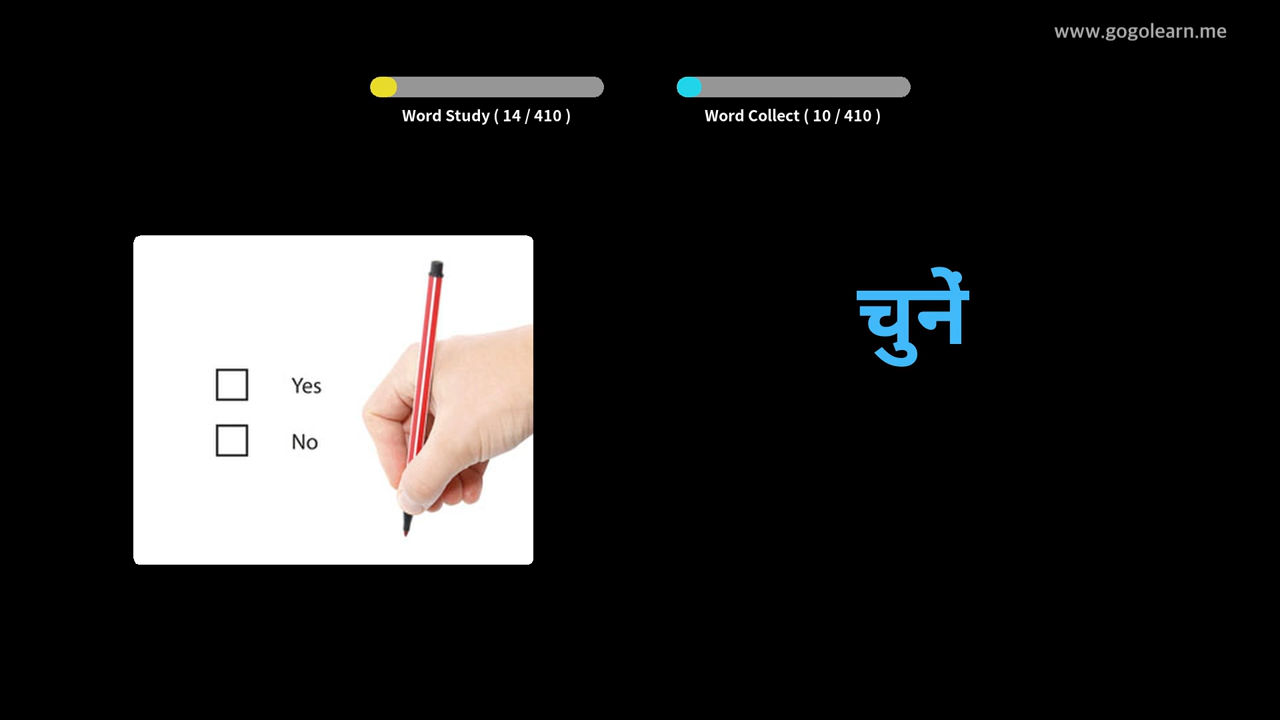 www.gogolearn.me
Word Study ( 14 / 410 )
Word Collect ( 10 / 410 )
चुनें
Yes
No